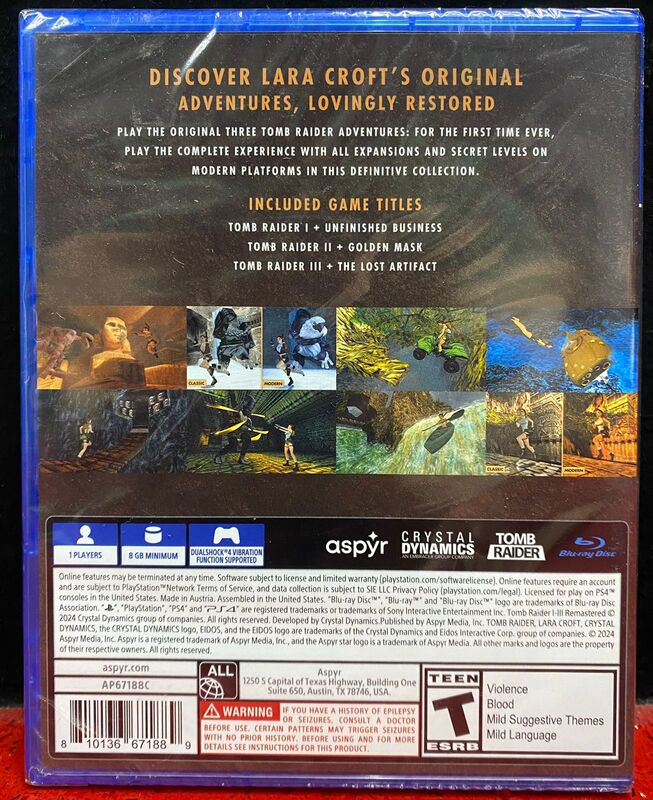 DISCOVER LARA CROFT'S ORIGINAL
ADVENTURES, LOVINGLY RESTORED
PLAY THE ORIGINAL THREE TOMB RAIDER ADVENTURES: FOR THE FIRST TIME EVER,
PLAY THE COMPLETE EXPERIENCE WITH ALL EXPANSIONS AND SECRET LEVELS ON
MODERN PLATFORMS IN THIS DEFINITIVE COLLECTION.
INCLUDED GAME TITLES
TOMB RAIDER I + UNFINISHED BUSINESS
TOMB RAIDER II + GOLDEN MASK
TOMB RAIDER III + THE LOST ARTIFACT
CLASSIC
MODERN
CLASSIC
MODERN
1 PLAYERS
8 GB MINIMUM
DUALSHOCK®4 VIBRATION
FUNCTION SUPPORTED
aspyr
CRYSTAL
DYNAMICS
AN EMBRACER GROUP COMPANY
TOMB
RAIDER
Blu-ray Disc
Online features may be terminated at any time. Software subject to license and limited warranty (playstation.com/softwarelicense). Online features require an account
and are subject to PlayStation™Network Terms of Service, and data collection is subject to SIE LLC Privacy Policy (playstation.com/legal). Licensed for play on PS4™
consoles in the United States. Made in Austria. Assembled in the United States. "Blu-ray Disc™", "Blu-ray™" and "Blu-ray Disc™" logo are trademarks of Blu-ray Disc
Association. "PS", "PlayStation", "PS4" and "PS4" are registered trademarks or trademarks of Sony Interactive Entertainment Inc. Tomb Raider I-III Remastered ©
2024 Crystal Dynamics group of companies. All rights reserved. Developed by Crystal Dynamics.Published by Aspyr Media, Inc. TOMB RAIDER, LARA CROFT, CRYSTAL
DYNAMICS, the CRYSTAL DYNAMICS logo, EIDOS, and the EIDOS logo are trademarks of the Crystal Dynamics and Eidos Interactive Corp. group of companies. © 2024
Aspyr Media, Inc. Aspyr is a registered trademark of Aspyr Media, Inc., and the Aspyr star logo is a trademark of Aspyr Media, Inc. All other marks and logos are the property
of their respective owners. All rights reserved.
aspyr.com
AP67188C
8 10136 67188 9
ALL
Aspyr
1250 S Capital of Texas Highway, Building One
Suite 650, Austin, TX 78746, USA.
WARNING
IF YOU HAVE A HISTORY OF EPILEPSY
OR SEIZURES, CONSULT A DOCTOR
BEFORE USE. CERTAIN PATTERNS MAY TRIGGER SEIZURES
WITH NO PRIOR HISTORY. BEFORE USING AND FOR MORE
DETAILS SEE INSTRUCTIONS FOR THIS PRODUCT.
TEEN
T
ESRB
Violence
Blood
Mild Suggestive Themes
Mild Language